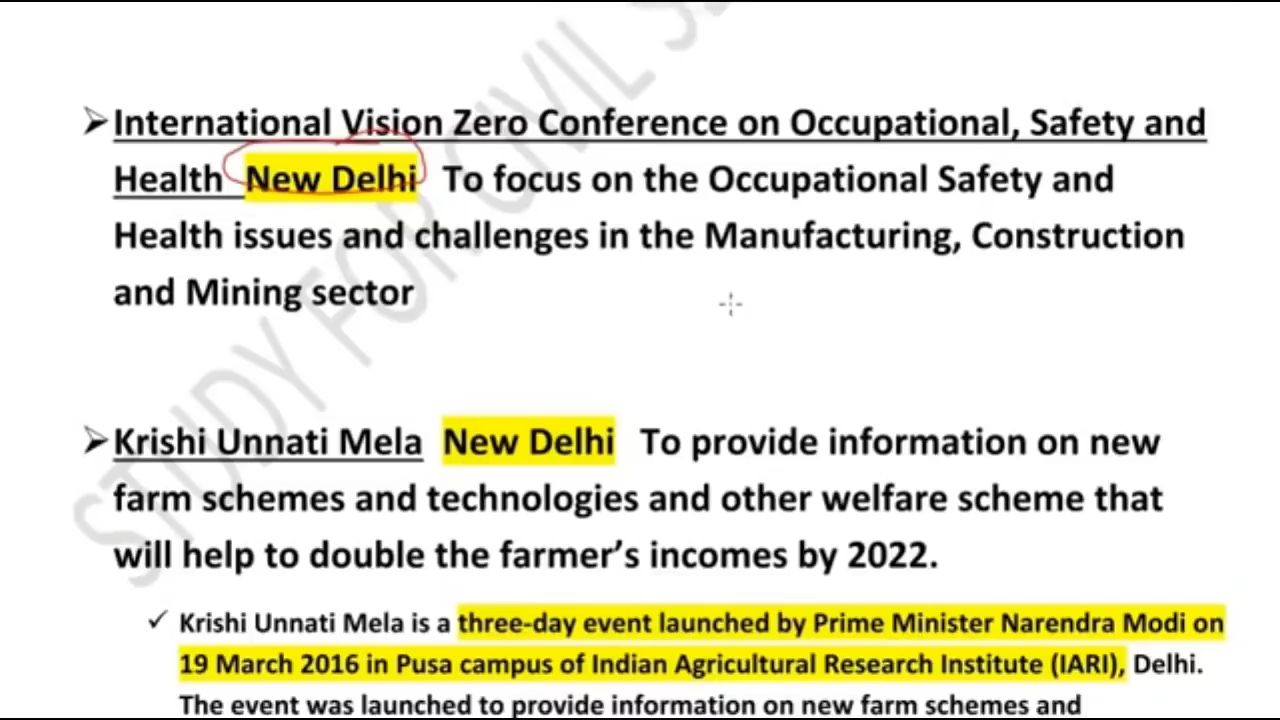 International Vision Zero Conference on Occupational, Safety and
Health New Delhi To focus on the Occupational Safety and
Health issues and challenges in the Manufacturing, Construction
and Mining sector
Krishi Unnati Mela New Delhi To provide information on new
farm schemes and technologies and other welfare scheme that
will help to double the farmer’s incomes by 2022.
Krishi Unnati Mela is a three-day event launched by Prime Minister Narendra Modi on
19 March 2016 in Pusa campus of Indian Agricultural Research Institute (IARI), Delhi.
The event was launched to provide information on new farm schemes and
STUDY FOR CIVIL S